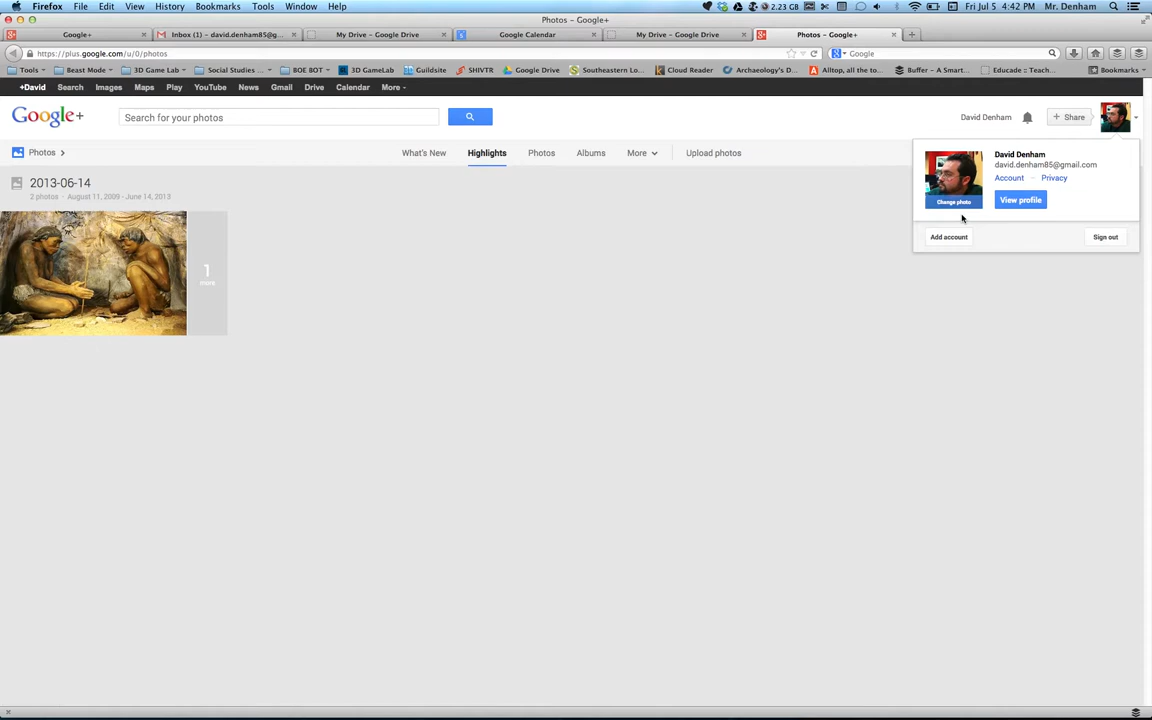 Firefox File Edit View History Bookmarks Tools Window Help 2.23 GB Fri Jul 5 4:42 PM Mr. Denham
Photos – Google+
Google+ Inbox (1) – david.denham85@g... My Drive – Google Drive Google Calendar My Drive – Google Drive Photos – Google+
https://plus.google.com/u/0/photos Google
Tools Beast Mode 3D Game Lab Social Studies ... BOE BOT 3D GameLab Guildsite SHIVTR Google Drive Southeastern Lo... Cloud Reader Archaeology's D... Alltop, all the to... Buffer – A Smart... Educade :: Teach... Bookmarks
+David Search Images Maps Play YouTube News Gmail Drive Calendar More
Google+ Search for your photos David Denham + Share
Photos What's New Highlights Photos Albums More Upload photos
David Denham
david.denham85@gmail.com
Account – Privacy
Change photo View profile
Add account Sign out
2013-06-14
2 photos · August 11, 2009 - June 14, 2013
1
more